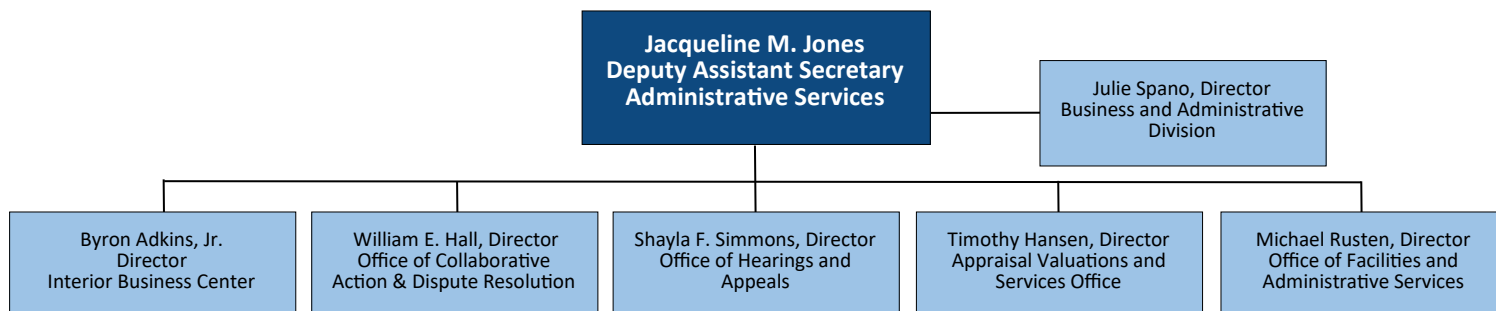 Jacqueline M. Jones
Deputy Assistant Secretary
Administrative Services
Julie Spano, Director
Business and Administrative
Division
Byron Adkins, Jr.
Director
Interior Business Center
William E. Hall, Director
Office of Collaborative
Action & Dispute Resolution
Shayla F. Simmons, Director
Office of Hearings and
Appeals
Timothy Hansen, Director
Appraisal Valuations and
Services Office
Michael Rusten, Director
Office of Facilities and
Administrative Services